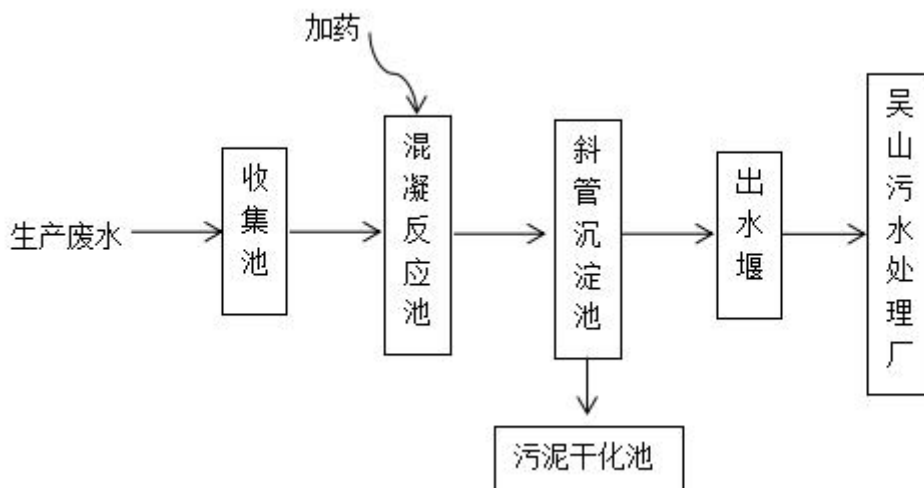 加药
生产废水
收集池
混凝反应池
斜管沉淀池
出水堰
吴山污水处理厂
污泥干化池